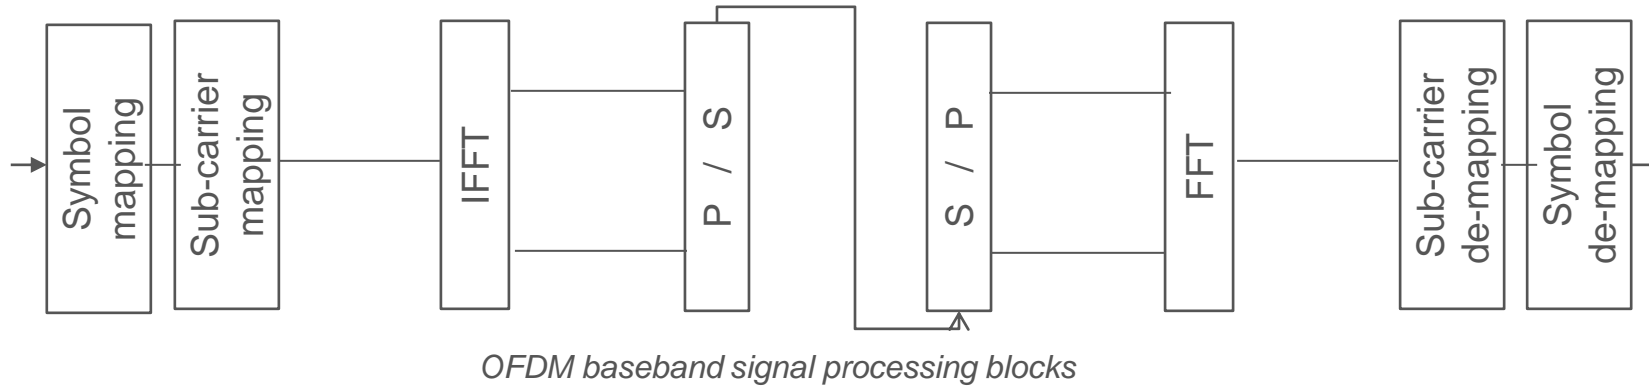 Symbol
mapping
Sub-carrier
mapping
IFFT
P / S
S / P
FFT
Sub-carrier
de-mapping
Symbol
de-mapping
OFDM baseband signal processing blocks